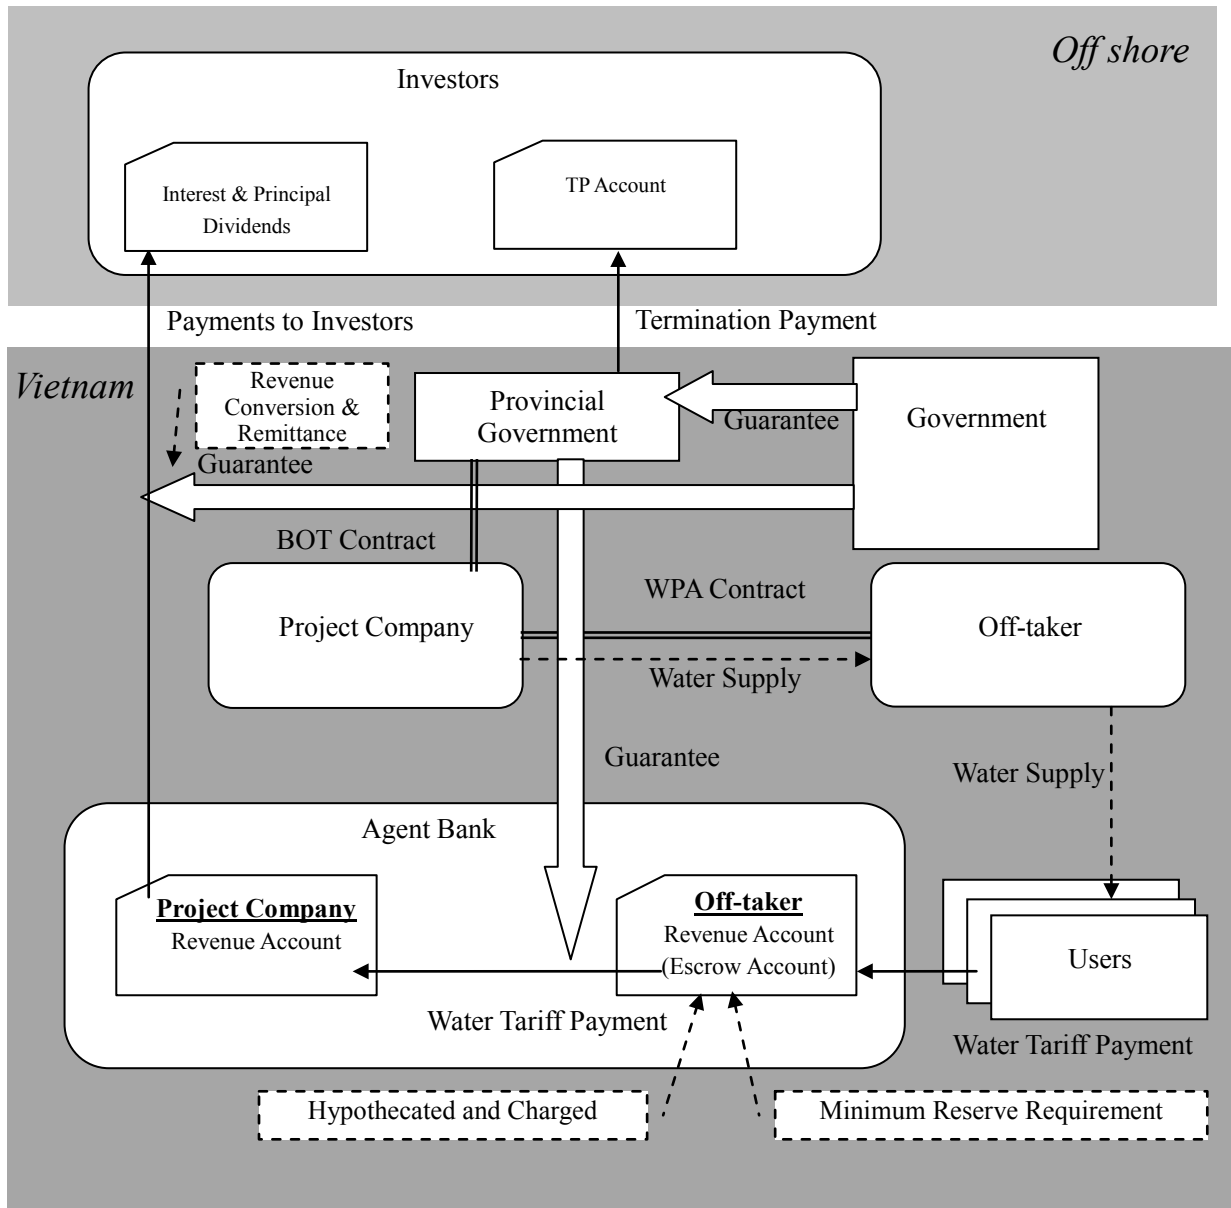 Off shore
Investors
Interest & Principal
Dividends
TP Account
Payments to Investors
Termination Payment
Vietnam
Revenue
Conversion &
Remittance
Provincial
Government
Guarantee
Government
Guarantee
BOT Contract
WPA Contract
Project Company
Off-taker
Water Supply
Guarantee
Water Supply
Agent Bank
Project Company
Revenue Account
Off-taker
Revenue Account
(Escrow Account)
Users
Water Tariff Payment
Water Tariff Payment
Hypothecated and Charged
Minimum Reserve Requirement